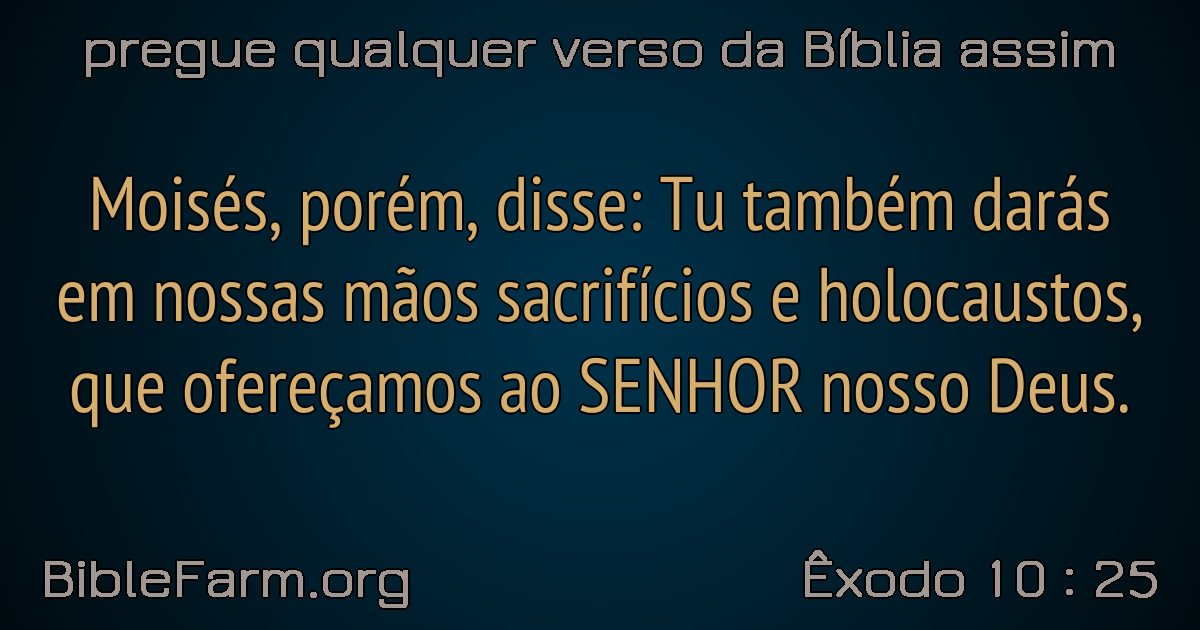 pregue qualquer verso da Bíblia assim
Moisés, porém, disse: Tu também darás
em nossas mãos sacrifícios e holocaustos,
que ofereçamos ao SENHOR nosso Deus.
BibleFarm.org
Êxodo 10 : 25